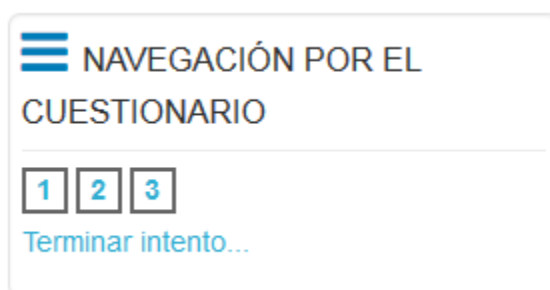 NAVEGACIÓN POR EL
CUESTIONARIO
1 2 3
Terminar intento...